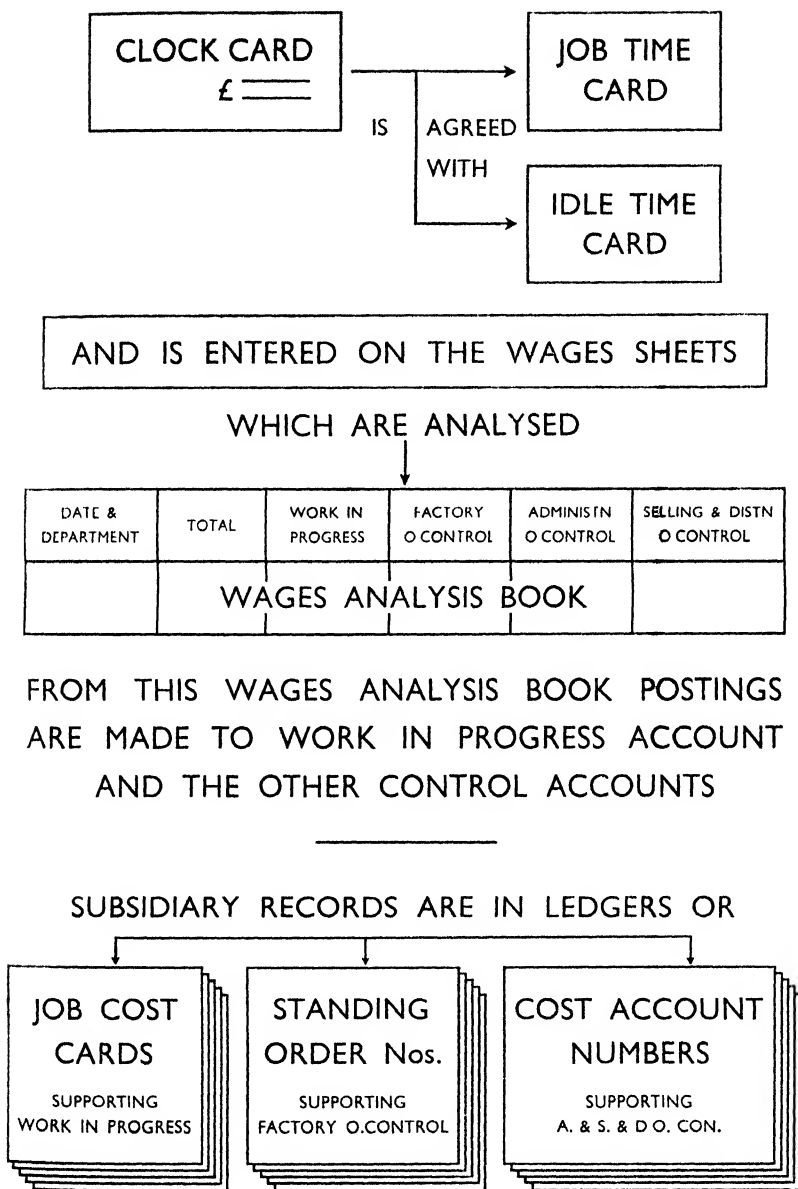 CLOCK CARD
£
JOB TIME
CARD
IS AGREED
WITH
IDLE TIME
CARD
AND IS ENTERED ON THE WAGES SHEETS
WHICH ARE ANALYSED
DATE &
DEPARTMENT
TOTAL
WORK IN
PROGRESS
FACTORY
O CONTROL
ADMINISTN
O CONTROL
SELLING & DISTN
O CONTROL
WAGES ANALYSIS BOOK
FROM THIS WAGES ANALYSIS BOOK POSTINGS
ARE MADE TO WORK IN PROGRESS ACCOUNT
AND THE OTHER CONTROL ACCOUNTS
SUBSIDIARY RECORDS ARE IN LEDGERS OR
JOB COST
CARDS
SUPPORTING
WORK IN PROGRESS
STANDING
ORDER Nos.
SUPPORTING
FACTORY O.CONTROL
COST ACCOUNT
NUMBERS
SUPPORTING
A. & S. & D O. CON.